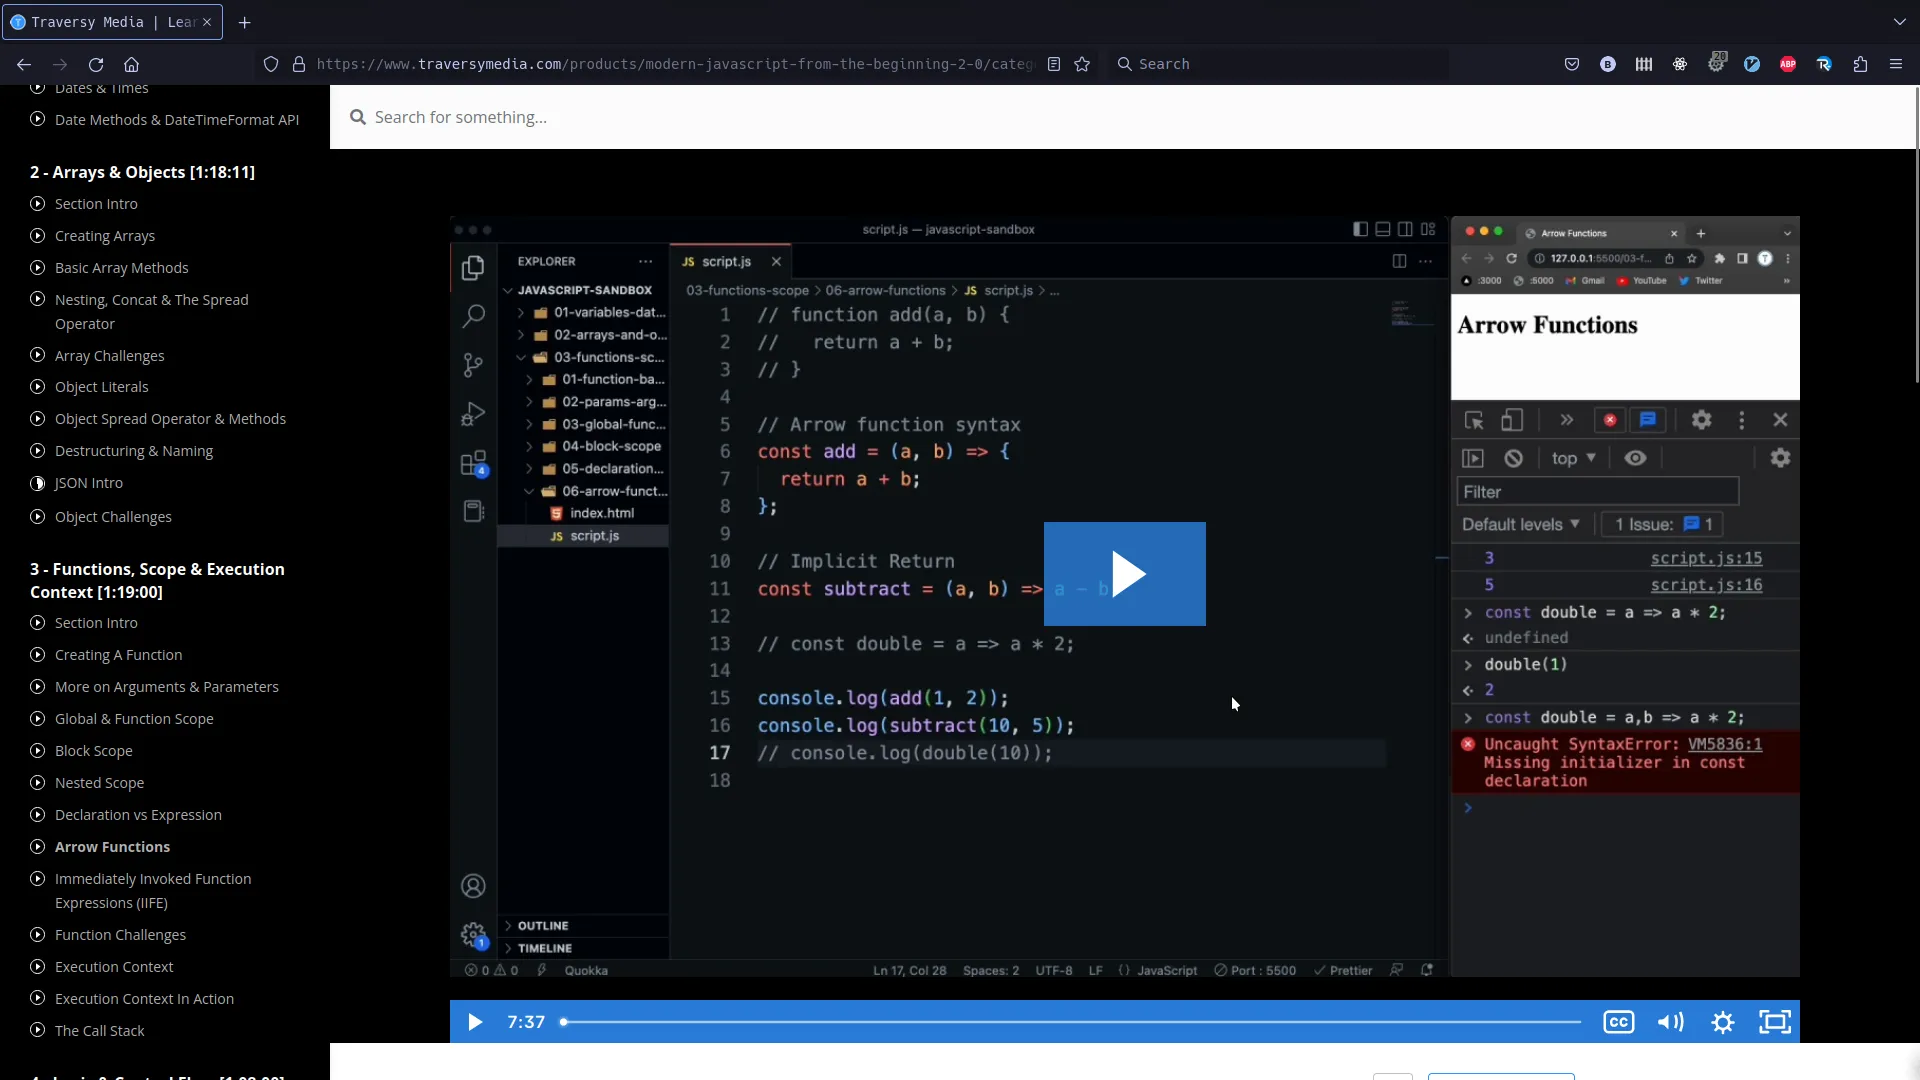 Traversy Media | Lear
https://www.traversymedia.com/products/modern-javascript-from-the-beginning-2-0/categ
Search
20
ABP
Dates & Times
Date Methods & DateTimeFormat API
2 - Arrays & Objects [1:18:11]
Section Intro
Creating Arrays
Basic Array Methods
Nesting, Concat & The Spread
Operator
Array Challenges
Object Literals
Object Spread Operator & Methods
Destructuring & Naming
JSON Intro
Object Challenges
3 - Functions, Scope & Execution
Context [1:19:00]
Section Intro
Creating A Function
More on Arguments & Parameters
Global & Function Scope
Block Scope
Nested Scope
Declaration vs Expression
Arrow Functions
Immediately Invoked Function
Expressions (IIFE)
Function Challenges
Execution Context
Execution Context In Action
The Call Stack
Search for something...
script.js — javascript-sandbox
EXPLORER ...
JAVASCRIPT-SANDBOX
01-variables-dat...
02-arrays-and-o...
03-functions-sc...
01-function-ba...
02-params-arg...
03-global-func...
04-block-scope
05-declaration...
06-arrow-funct...
index.html
JS script.js
OUTLINE
TIMELINE
4
1
JS script.js
03-functions-scope > 06-arrow-functions > JS script.js > ...
1 // function add(a, b) {
2 //   return a + b;
3 // }
4
5 // Arrow function syntax
6 const add = (a, b) => {
7   return a + b;
8 };
9
10 // Implicit Return
11 const subtract = (a, b) => a - b
12
13 // const double = a => a * 2;
14
15 console.log(add(1, 2));
16 console.log(subtract(10, 5));
17 // console.log(double(10));
18
0 0 Quokka Ln 17, Col 28 Spaces: 2 UTF-8 LF {} JavaScript Port : 5500 Prettier
Arrow Functions
127.0.0.1:5500/03-f...
T
:3000 :5000 Gmail YouTube Twitter »
Arrow Functions
top
Filter
Default levels 1 Issue: 1
3 script.js:15
5 script.js:16
> const double = a => a * 2;
undefined
> double(1)
2
> const double = a,b => a * 2;
Uncaught SyntaxError: VM5836:1
Missing initializer in const
declaration
7:37
CC